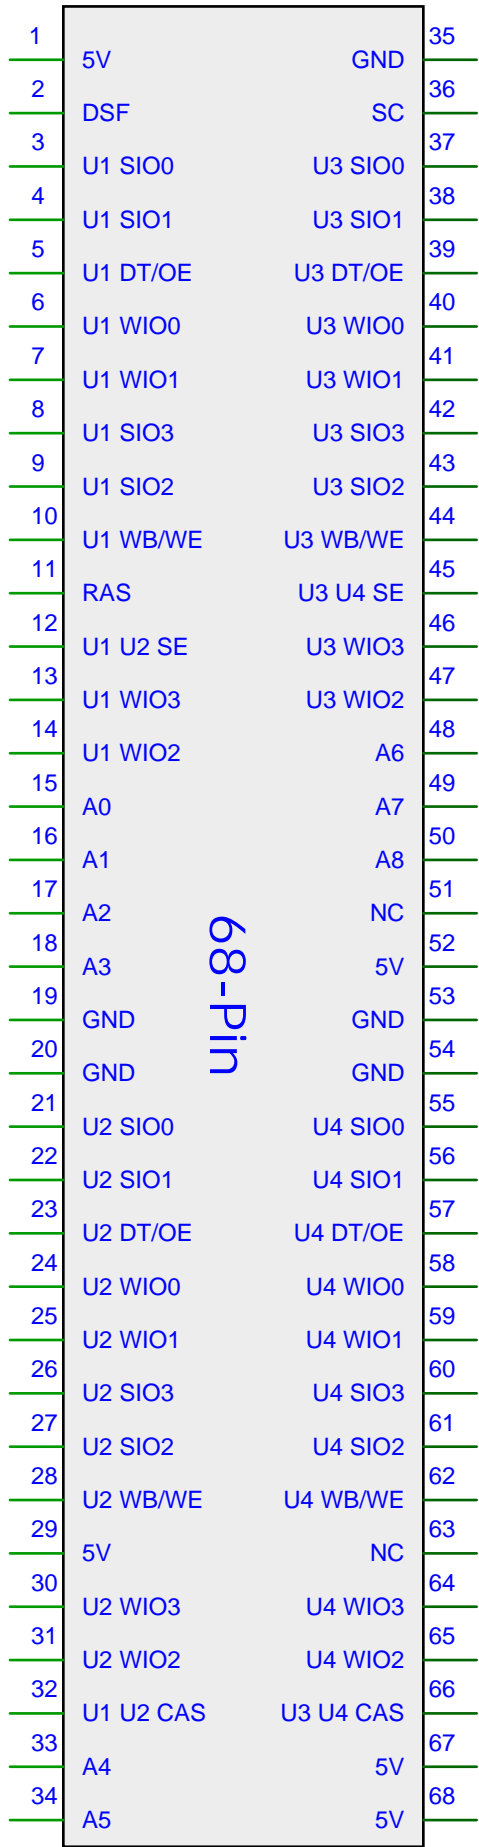 1 35
5V GND
2 36
DSF SC
3 37
U1 SIO0 U3 SIO0
4 38
U1 SIO1 U3 SIO1
5 39
U1 DT/OE U3 DT/OE
6 40
U1 WIO0 U3 WIO0
7 41
U1 WIO1 U3 WIO1
8 42
U1 SIO3 U3 SIO3
9 43
U1 SIO2 U3 SIO2
10 44
U1 WB/WE U3 WB/WE
11 45
RAS U3 U4 SE
12 46
U1 U2 SE U3 WIO3
13 47
U1 WIO3 U3 WIO2
14 48
U1 WIO2 A6
15 49
A0 A7
16 50
A1 A8
17 51
A2 NC
18 52
A3 5V
19 53
GND GND
20 54
GND GND
68-Pin
21 55
U2 SIO0 U4 SIO0
22 56
U2 SIO1 U4 SIO1
23 57
U2 DT/OE U4 DT/OE
24 58
U2 WIO0 U4 WIO0
25 59
U2 WIO1 U4 WIO1
26 60
U2 SIO3 U4 SIO3
27 61
U2 SIO2 U4 SIO2
28 62
U2 WB/WE U4 WB/WE
29 63
5V NC
30 64
U2 WIO3 U4 WIO3
31 65
U2 WIO2 U4 WIO2
32 66
U1 U2 CAS U3 U4 CAS
33 67
A4 5V
34 68
A5 5V